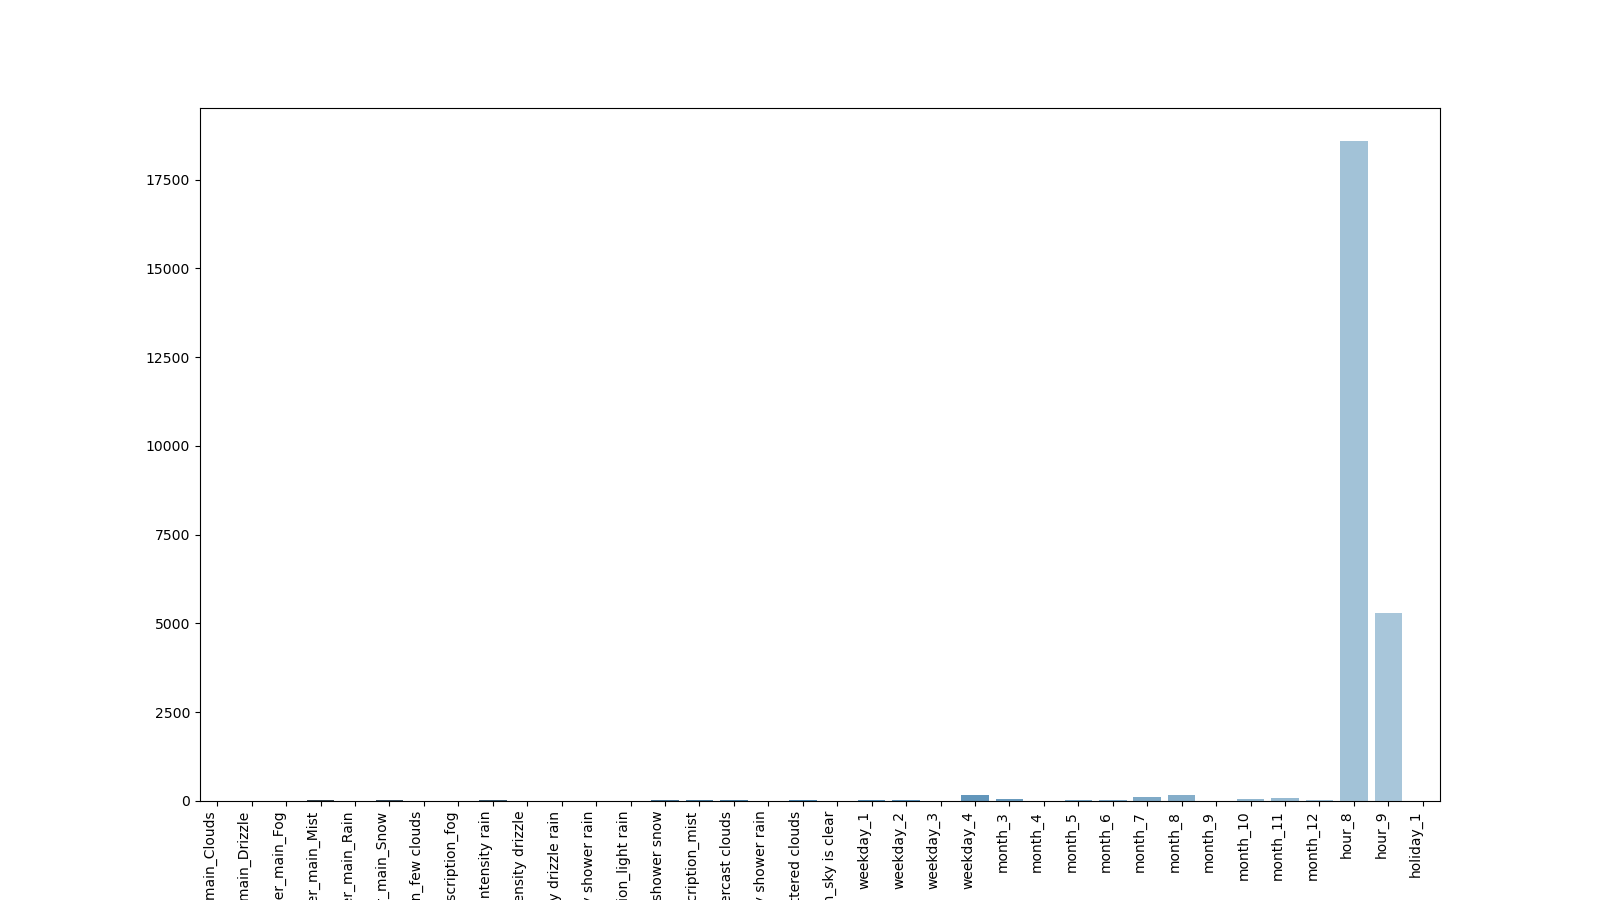 17500
15000
12500
10000
7500
5000
2500
0
main_Clouds
main_Drizzle
er_main_Fog
er_main_Mist
er_main_Rain
r_main_Snow
n_few clouds
scription_fog
ntensity rain
ensity drizzle
y drizzle rain
y shower rain
ion_light rain
shower snow
cription_mist
ercast clouds
y shower rain
ttered clouds
n_sky is clear
weekday_1
weekday_2
weekday_3
weekday_4
month_3
month_4
month_5
month_6
month_7
month_8
month_9
month_10
month_11
month_12
hour_8
hour_9
holiday_1